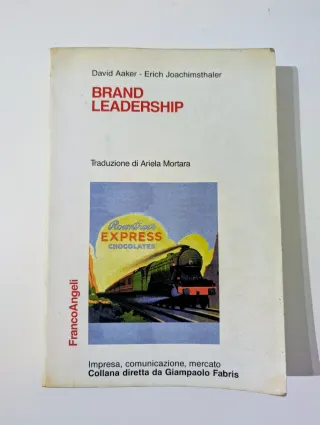 David Aaker - Erich Joachimsthaler
BRAND
LEADERSHIP
Traduzione di Ariela Mortara
Rowntree's
EXPRESS
CHOCOLATES
FrancoAngeli
Impresa, comunicazione, mercato
Collana diretta da Giampaolo Fabris